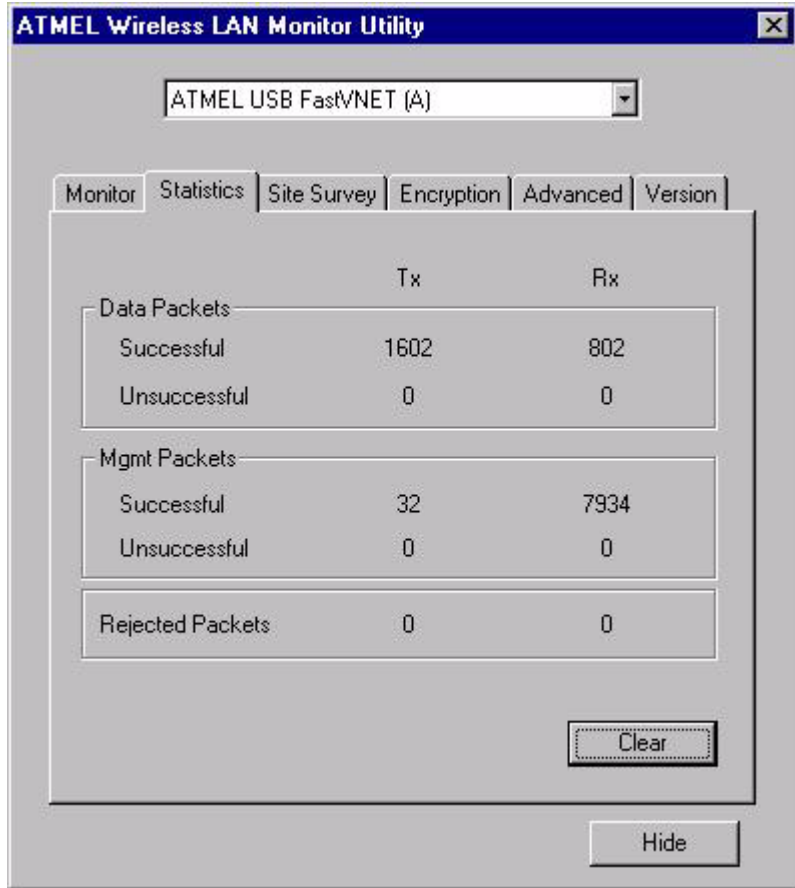 ATMEL Wireless LAN Monitor Utility
ATMEL USB FastVNET (A)
Monitor Statistics Site Survey Encryption Advanced Version
Tx Rx
Data Packets
Successful 1602 802
Unsuccessful 0 0
Mgmt Packets
Successful 32 7934
Unsuccessful 0 0
Rejected Packets 0 0
Clear
Hide